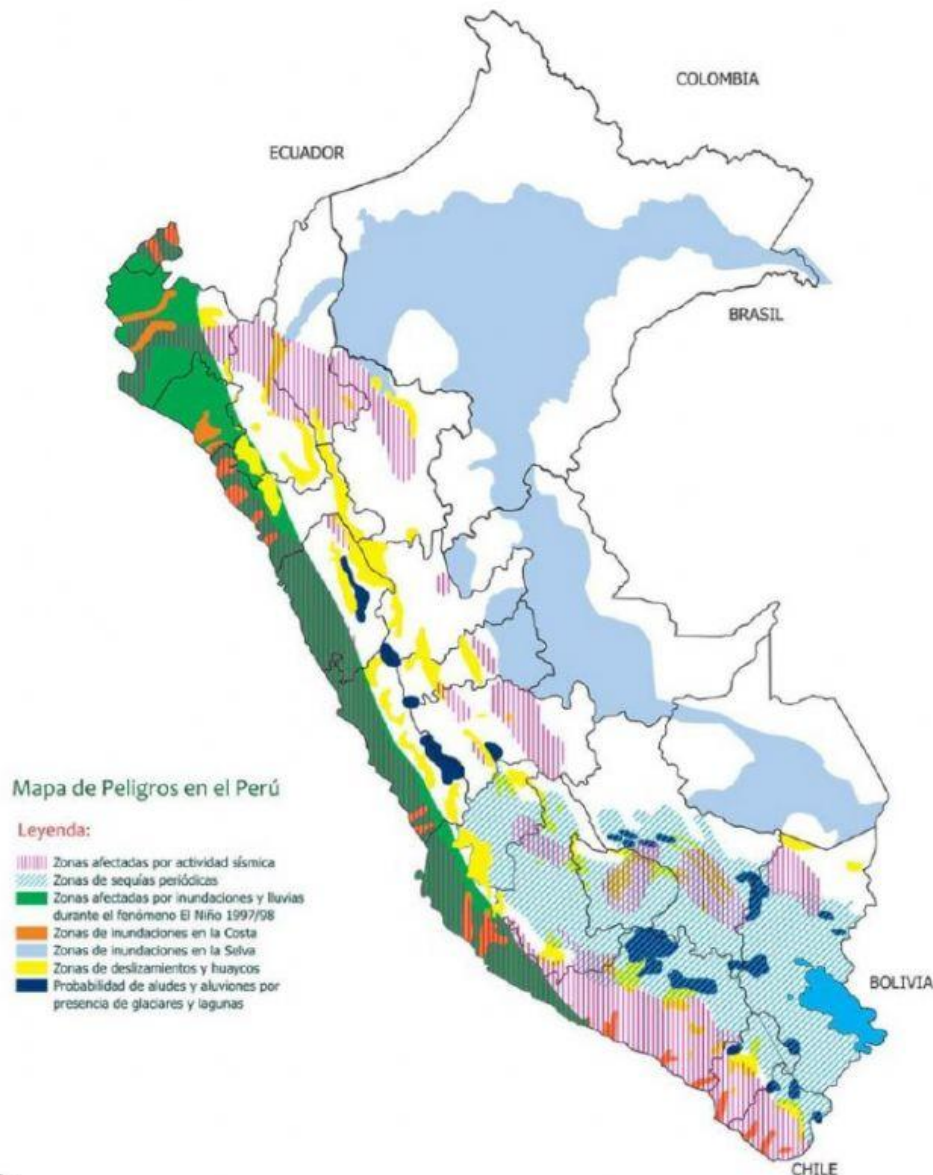 COLOMBIA
ECUADOR
BRASIL
Mapa de Peligros en el Perú
Leyenda:
Zonas afectadas por actividad sísmica
Zonas de sequías periódicas
Zonas afectadas por inundaciones y lluvias
durante el fenómeno El Niño 1997/98
Zonas de inundaciones en la Costa
Zonas de inundaciones en la Selva
Zonas de deslizamientos y huaycos
Probabilidad de aludes y aluviones por
presencia de glaciares y lagunas
BOLIVIA
CHILE